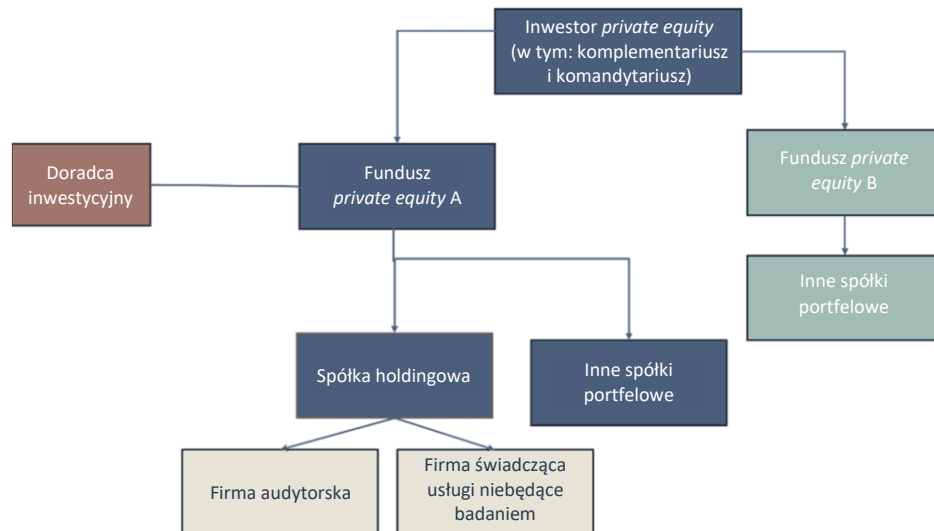 Inwestor private equity
(w tym: komplementariusz
i komandytariusz)
Doradca
inwestycyjny
Fundusz
private equity A
Fundusz private
equity B
Inne spółki
portfelowe
Spółka holdingowa
Inne spółki
portfelowe
Firma audytorska
Firma świadcząca
usługi niebędące
badaniem